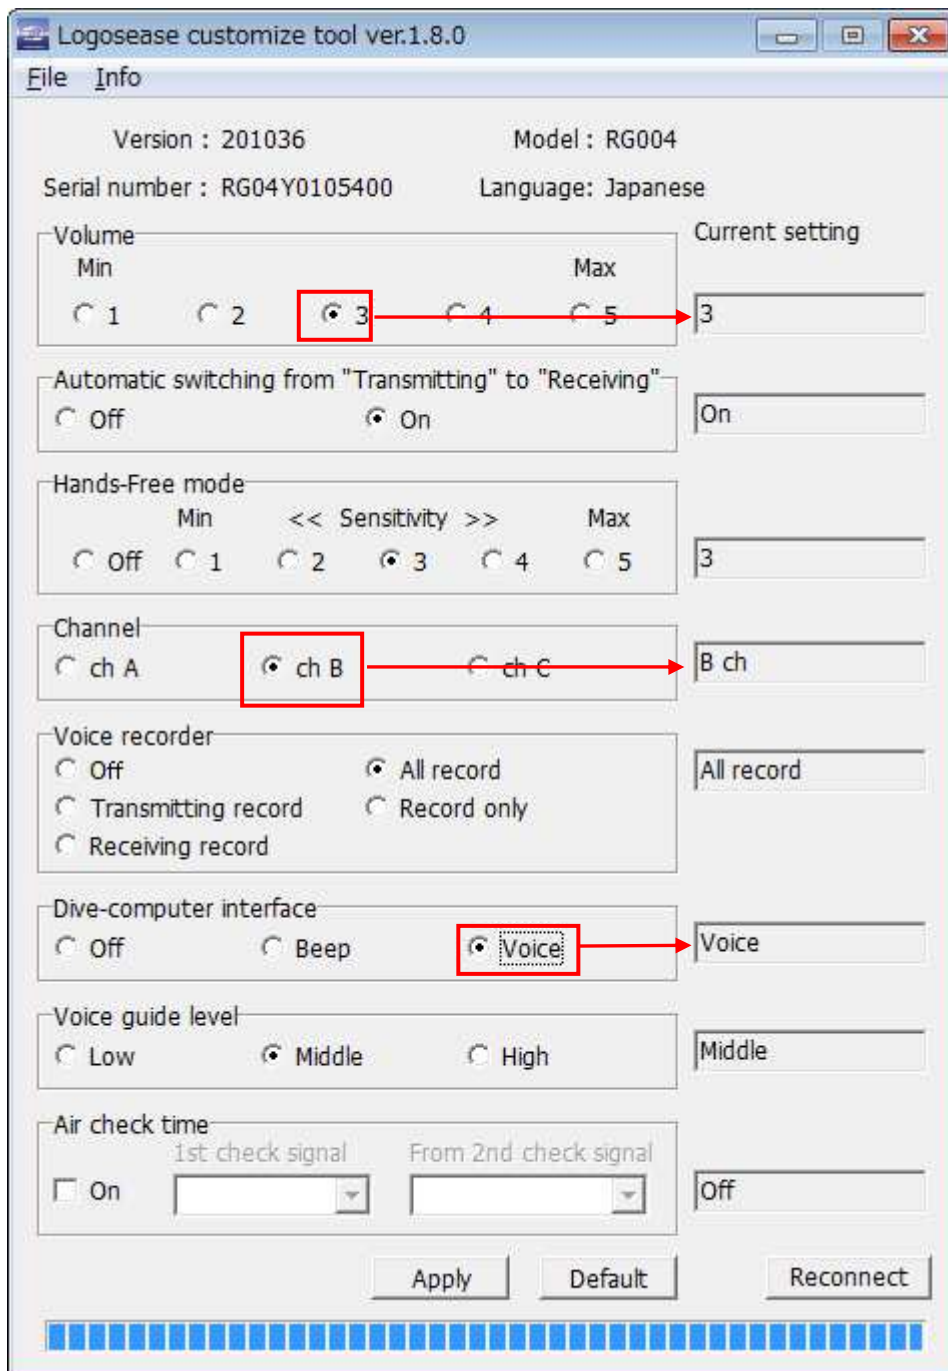 Logosease customize tool ver.1.8.0
File Info
Version : 201036 Model : RG004
Serial number : RG04Y0105400 Language: Japanese
Volume Current setting
Min Max
1 2 3 4 5 3
Automatic switching from "Transmitting" to "Receiving"
Off On On
Hands-Free mode
Min << Sensitivity >> Max
Off 1 2 3 4 5 3
Channel
ch A ch B ch C B ch
Voice recorder
Off All record All record
Transmitting record Record only
Receiving record
Dive-computer interface
Off Beep Voice Voice
Voice guide level
Low Middle High Middle
Air check time
1st check signal From 2nd check signal
On Off
Apply Default Reconnect